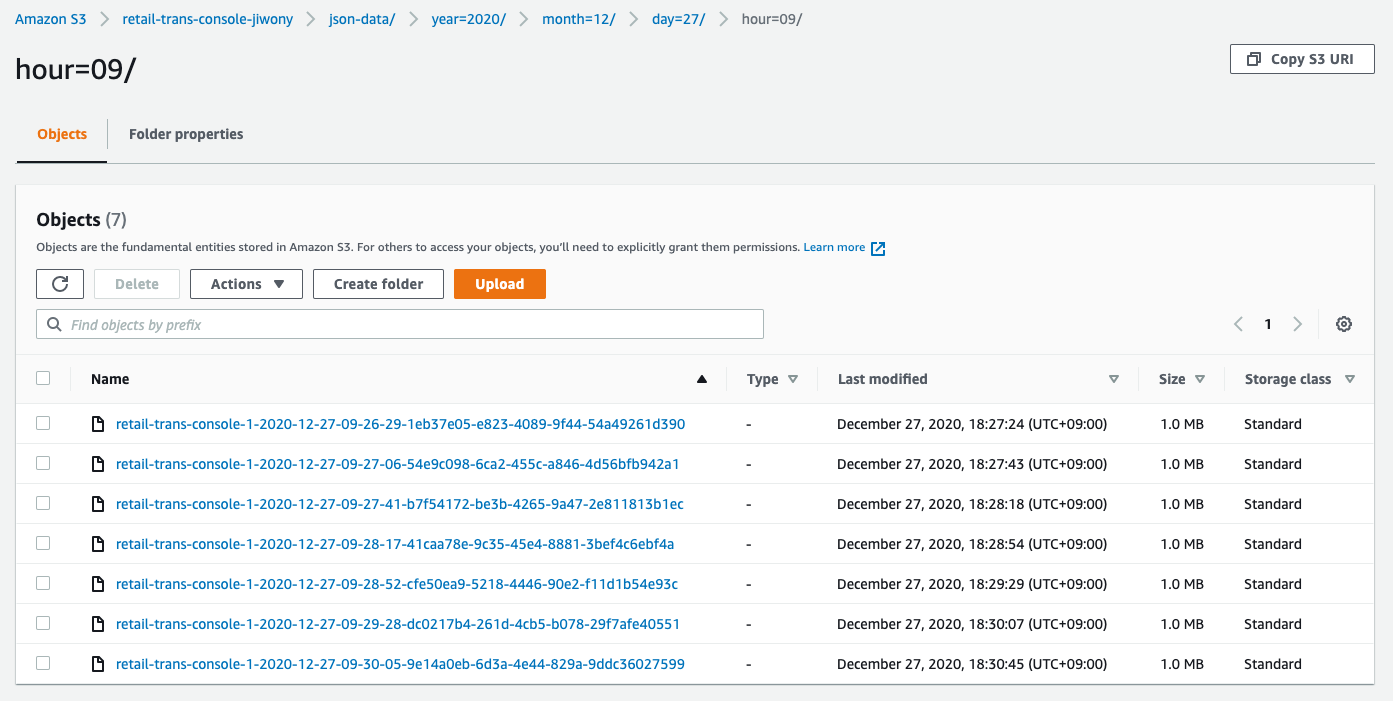 Amazon S3 > retail-trans-console-jiwony > json-data/ > year=2020/ > month=12/ > day=27/ > hour=09/
hour=09/
Copy S3 URI
Objects Folder properties
Objects (7)
Objects are the fundamental entities stored in Amazon S3. For others to access your objects, you'll need to explicitly grant them permissions. Learn more
Delete Actions Create folder Upload
Find objects by prefix 1
Name Type Last modified Size Storage class
retail-trans-console-1-2020-12-27-09-26-29-1eb37e05-e823-4089-9f44-54a49261d390 - December 27, 2020, 18:27:24 (UTC+09:00) 1.0 MB Standard
retail-trans-console-1-2020-12-27-09-27-06-54e9c098-6ca2-455c-a846-4d56bfb942a1 - December 27, 2020, 18:27:43 (UTC+09:00) 1.0 MB Standard
retail-trans-console-1-2020-12-27-09-27-41-b7f54172-be3b-4265-9a47-2e811813b1ec - December 27, 2020, 18:28:18 (UTC+09:00) 1.0 MB Standard
retail-trans-console-1-2020-12-27-09-28-17-41caa78e-9c35-45e4-8881-3bef4c6ebf4a - December 27, 2020, 18:28:54 (UTC+09:00) 1.0 MB Standard
retail-trans-console-1-2020-12-27-09-28-52-cfe50ea9-5218-4446-90e2-f11d1b54e93c - December 27, 2020, 18:29:29 (UTC+09:00) 1.0 MB Standard
retail-trans-console-1-2020-12-27-09-29-28-dc0217b4-261d-4cb5-b078-29f7afe40551 - December 27, 2020, 18:30:07 (UTC+09:00) 1.0 MB Standard
retail-trans-console-1-2020-12-27-09-30-05-9e14a0eb-6d3a-4e44-829a-9ddc36027599 - December 27, 2020, 18:30:45 (UTC+09:00) 1.0 MB Standard